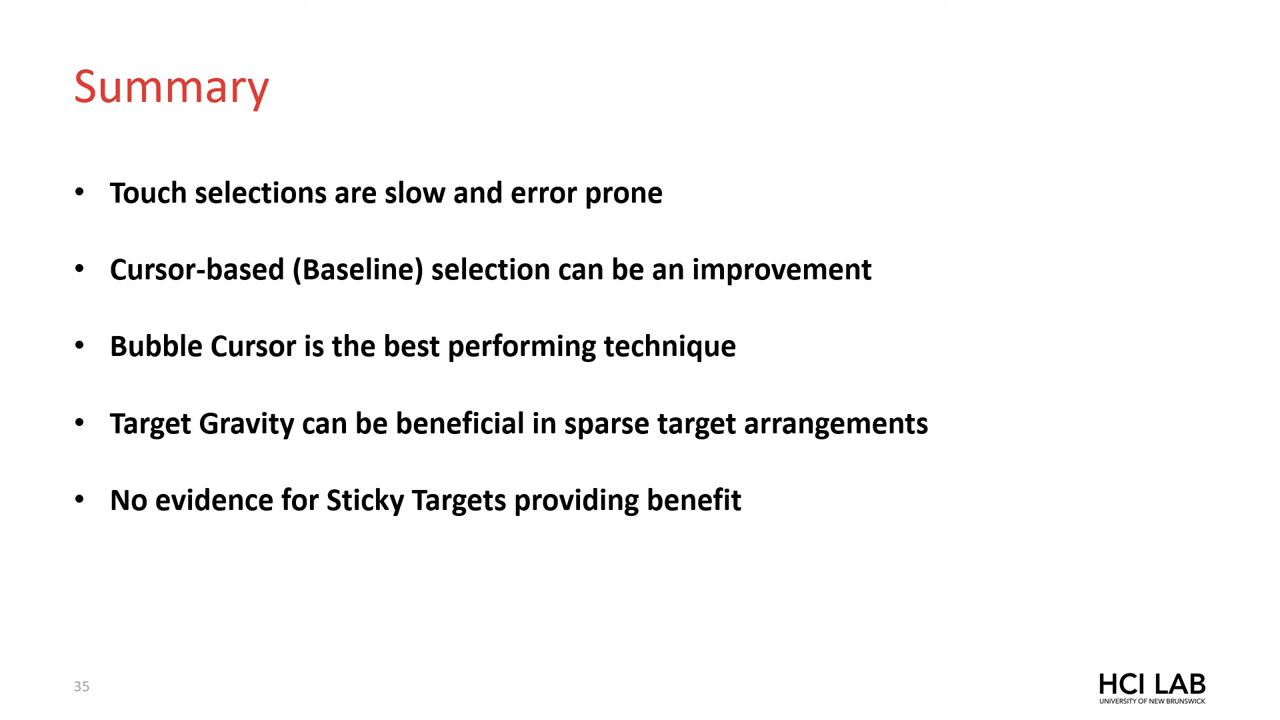 Summary
• Touch selections are slow and error prone
• Cursor-based (Baseline) selection can be an improvement
• Bubble Cursor is the best performing technique
• Target Gravity can be beneficial in sparse target arrangements
• No evidence for Sticky Targets providing benefit
35
HCI LAB
UNIVERSITY OF NEW BRUNSWICK